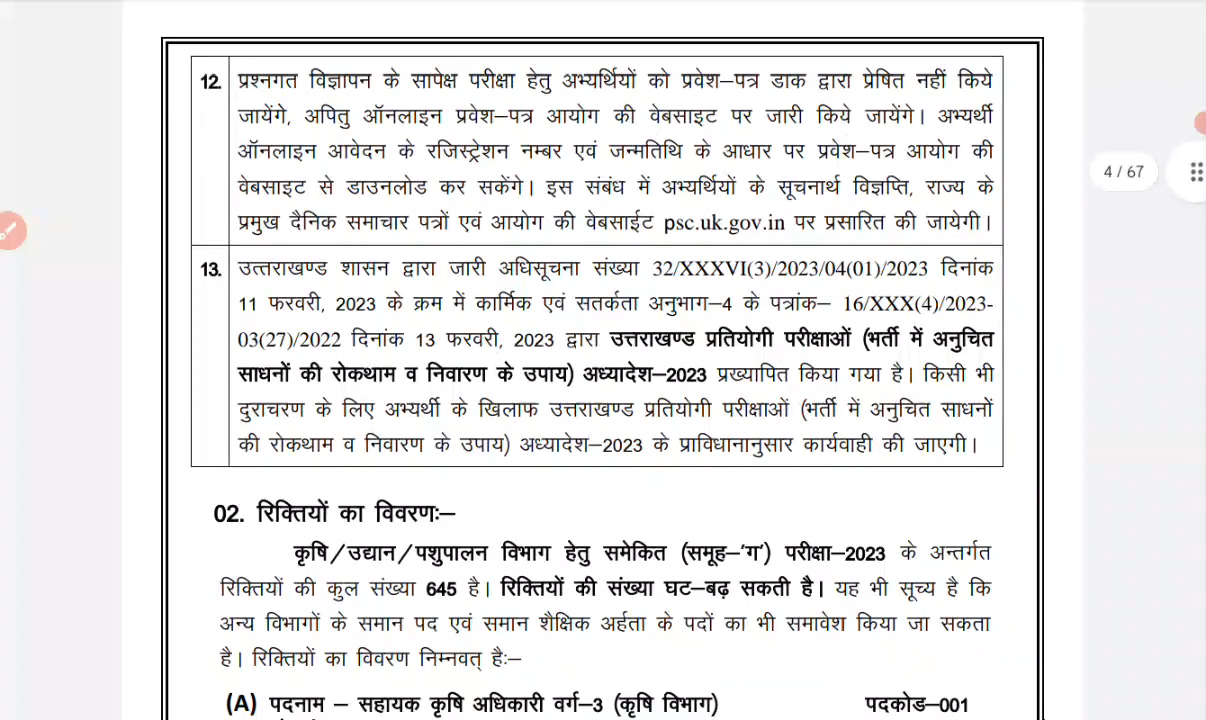 4 / 67
12. प्रश्नगत विज्ञापन के सापेक्ष परीक्षा हेतु अभ्यर्थियों को प्रवेश–पत्र डाक द्वारा प्रेषित नहीं किये
जायेंगे, अपितु ऑनलाइन प्रवेश–पत्र आयोग की वेबसाइट पर जारी किये जायेंगे। अभ्यर्थी
ऑनलाइन आवेदन के रजिस्ट्रेशन नम्बर एवं जन्मतिथि के आधार पर प्रवेश–पत्र आयोग की
वेबसाइट से डाउनलोड कर सकेंगे। इस संबंध में अभ्यर्थियों के सूचनार्थ विज्ञप्ति, राज्य के
प्रमुख दैनिक समाचार पत्रों एवं आयोग की वेबसाईट psc.uk.gov.in पर प्रसारित की जायेगी।
13. उत्तराखण्ड शासन द्वारा जारी अधिसूचना संख्या 32/XXXVI(3)/2023/04(01)/2023 दिनांक
11 फरवरी, 2023 के क्रम में कार्मिक एवं सतर्कता अनुभाग–4 के पत्रांक– 16/XXX(4)/2023-
03(27)/2022 दिनांक 13 फरवरी, 2023 द्वारा उत्तराखण्ड प्रतियोगी परीक्षाओं (भर्ती में अनुचित
साधनों की रोकथाम व निवारण के उपाय) अध्यादेश–2023 प्रख्यापित किया गया है। किसी भी
दुराचरण के लिए अभ्यर्थी के खिलाफ उत्तराखण्ड प्रतियोगी परीक्षाओं (भर्ती में अनुचित साधनों
की रोकथाम व निवारण के उपाय) अध्यादेश–2023 के प्राविधानानुसार कार्यवाही की जाएगी।
02. रिक्तियों का विवरणः–
कृषि/उद्यान/पशुपालन विभाग हेतु समेकित (समूह–'ग') परीक्षा–2023 के अन्तर्गत
रिक्तियों की कुल संख्या 645 है। रिक्तियों की संख्या घट–बढ़ सकती है। यह भी सूच्य है कि
अन्य विभागों के समान पद एवं समान शैक्षिक अर्हता के पदों का भी समावेश किया जा सकता
है। रिक्तियों का विवरण निम्नवत् हैः–
(A) पदनाम – सहायक कृषि अधिकारी वर्ग–3 (कृषि विभाग) पदकोड–001